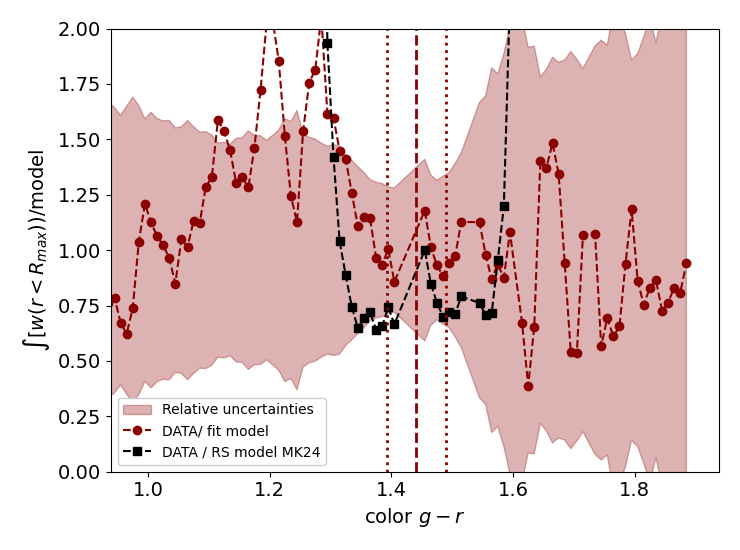 2.00
1.75
1.50
1.25
1.00
0.75
0.50
0.25
0.00
∫[w(r < R_max))/model
Relative uncertainties
DATA/ fit model
DATA / RS model MK24
1.0 1.2 1.4 1.6 1.8
color g − r